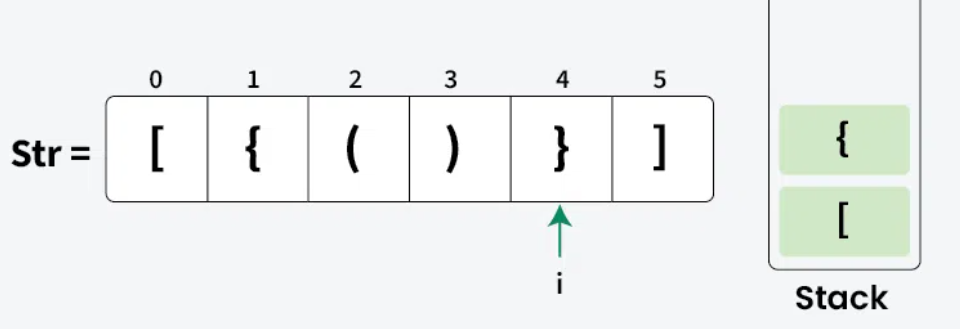 0 1 2 3 4 5
Str = [ { ( ) } ]
i
{
[
Stack